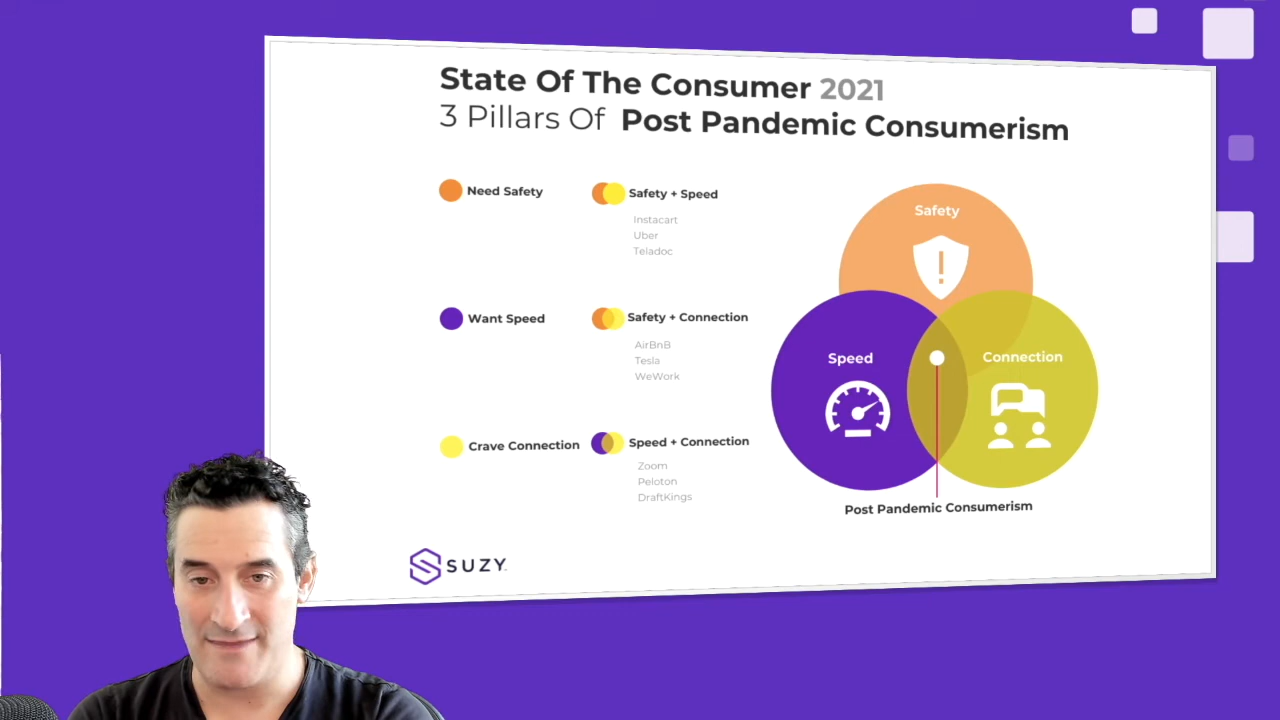 State Of The Consumer 2021
3 Pillars Of Post Pandemic Consumerism
Need Safety
Safety + Speed
Instacart
Uber
Teladoc
Want Speed
Safety + Connection
AirBnB
Tesla
WeWork
Crave Connection
Speed + Connection
Zoom
Peloton
DraftKings
Safety
Speed
Connection
Post Pandemic Consumerism
SUZY